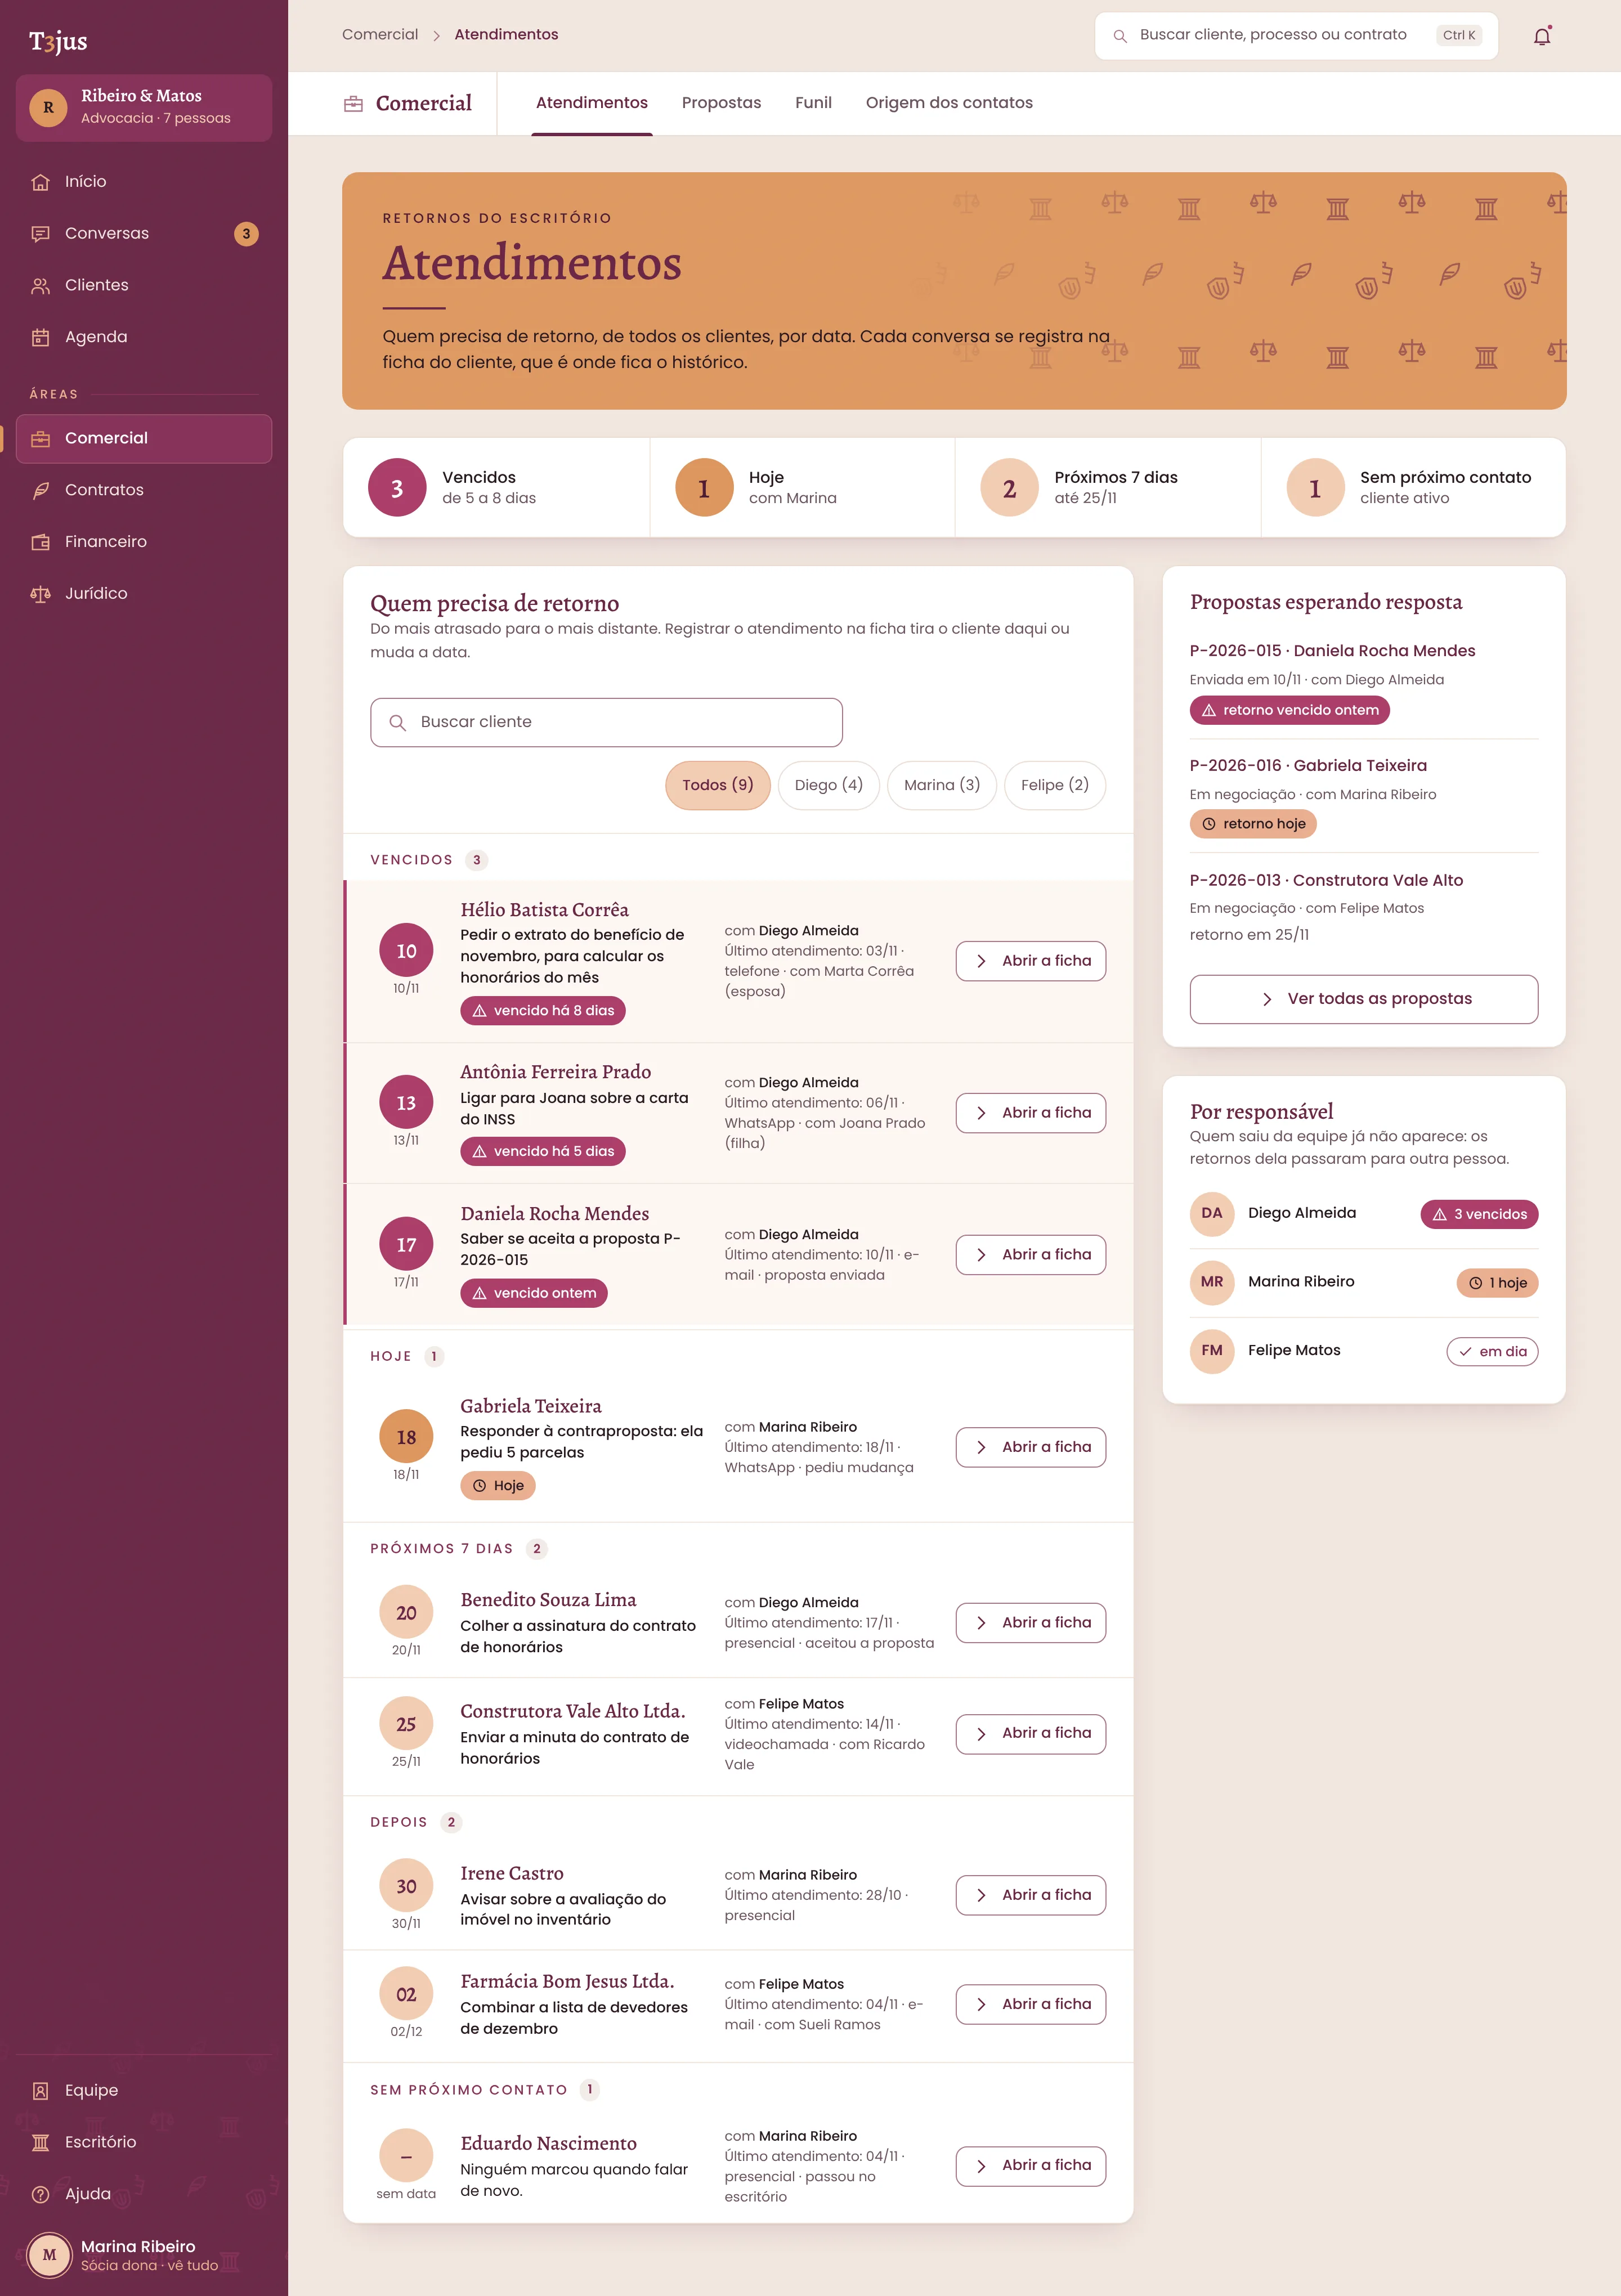 T3jus
R
Ribeiro & Matos
Advocacia · 7 pessoas
Início
Conversas
3
Clientes
Agenda
ÁREAS
Comercial
Contratos
Financeiro
Jurídico
Equipe
Escritório
Ajuda
M
Marina Ribeiro
Sócia dona · vê tudo
Comercial > Atendimentos
Buscar cliente, processo ou contrato
Ctrl K
Comercial
Atendimentos
Propostas
Funil
Origem dos contatos
RETORNOS DO ESCRITÓRIO
Atendimentos
Quem precisa de retorno, de todos os clientes, por data. Cada conversa se registra na
ficha do cliente, que é onde fica o histórico.
3
Vencidos
de 5 a 8 dias
1
Hoje
com Marina
2
Próximos 7 dias
até 25/11
1
Sem próximo contato
cliente ativo
Quem precisa de retorno
Do mais atrasado para o mais distante. Registrar o atendimento na ficha tira o cliente daqui ou
muda a data.
Buscar cliente
Todos (9)
Diego (4)
Marina (3)
Felipe (2)
VENCIDOS 3
10
10/11
Hélio Batista Corrêa
Pedir o extrato do benefício de
novembro, para calcular os
honorários do mês
vencido há 8 dias
com Diego Almeida
Último atendimento: 03/11 ·
telefone · com Marta Corrêa
(esposa)
Abrir a ficha
13
13/11
Antônia Ferreira Prado
Ligar para Joana sobre a carta
do INSS
vencido há 5 dias
com Diego Almeida
Último atendimento: 06/11 ·
WhatsApp · com Joana Prado
(filha)
Abrir a ficha
17
17/11
Daniela Rocha Mendes
Saber se aceita a proposta P-
2026-015
vencido ontem
com Diego Almeida
Último atendimento: 10/11 · e-
mail · proposta enviada
Abrir a ficha
HOJE 1
18
18/11
Gabriela Teixeira
Responder à contraproposta: ela
pediu 5 parcelas
Hoje
com Marina Ribeiro
Último atendimento: 18/11 ·
WhatsApp · pediu mudança
Abrir a ficha
PRÓXIMOS 7 DIAS 2
20
20/11
Benedito Souza Lima
Colher a assinatura do contrato
de honorários
com Diego Almeida
Último atendimento: 17/11 ·
presencial · aceitou a proposta
Abrir a ficha
25
25/11
Construtora Vale Alto Ltda.
Enviar a minuta do contrato de
honorários
com Felipe Matos
Último atendimento: 14/11 ·
videochamada · com Ricardo
Vale
Abrir a ficha
DEPOIS 2
30
30/11
Irene Castro
Avisar sobre a avaliação do
imóvel no inventário
com Marina Ribeiro
Último atendimento: 28/10 ·
presencial
Abrir a ficha
02
02/12
Farmácia Bom Jesus Ltda.
Combinar a lista de devedores
de dezembro
com Felipe Matos
Último atendimento: 04/11 · e-
mail · com Sueli Ramos
Abrir a ficha
SEM PRÓXIMO CONTATO 1
–
sem data
Eduardo Nascimento
Ninguém marcou quando falar
de novo.
com Marina Ribeiro
Último atendimento: 04/11 ·
presencial · passou no
escritório
Abrir a ficha
Propostas esperando resposta
P-2026-015 · Daniela Rocha Mendes
Enviada em 10/11 · com Diego Almeida
retorno vencido ontem
P-2026-016 · Gabriela Teixeira
Em negociação · com Marina Ribeiro
retorno hoje
P-2026-013 · Construtora Vale Alto
Em negociação · com Felipe Matos
retorno em 25/11
Ver todas as propostas
Por responsável
Quem saiu da equipe já não aparece: os
retornos dela passaram para outra pessoa.
DA
Diego Almeida
3 vencidos
MR
Marina Ribeiro
1 hoje
FM
Felipe Matos
em dia